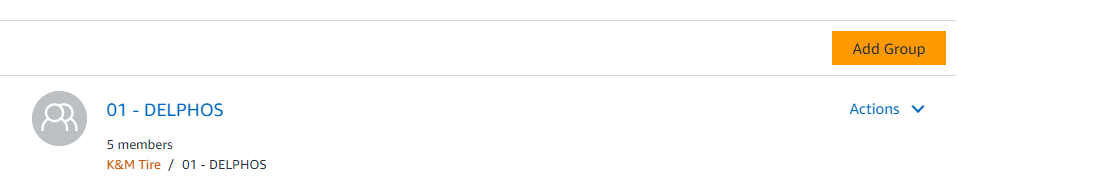 Add Group
01 - DELPHOS
Actions
5 members
K&M Tire / 01 - DELPHOS